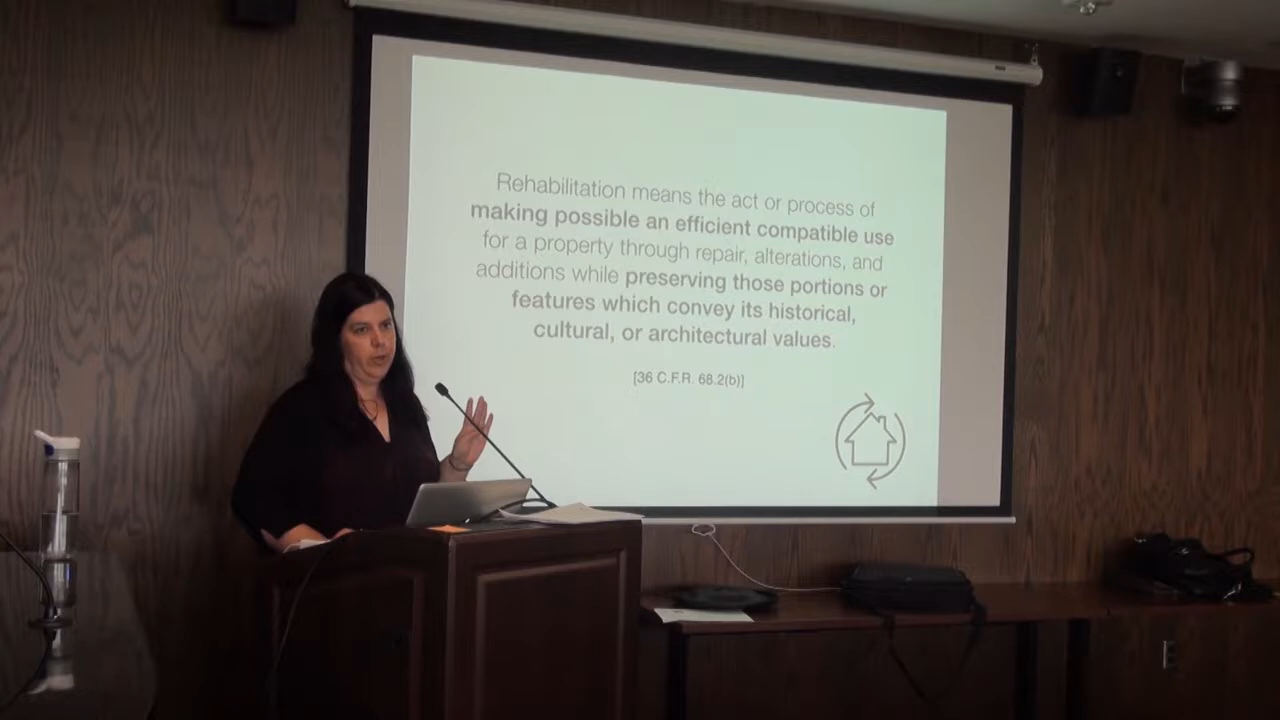 Rehabilitation means the act or process of
making possible an efficient compatible use
for a property through repair, alterations, and
additions while preserving those portions or
features which convey its historical,
cultural, or architectural values.
[36 C.F.R. 68.2(b)]